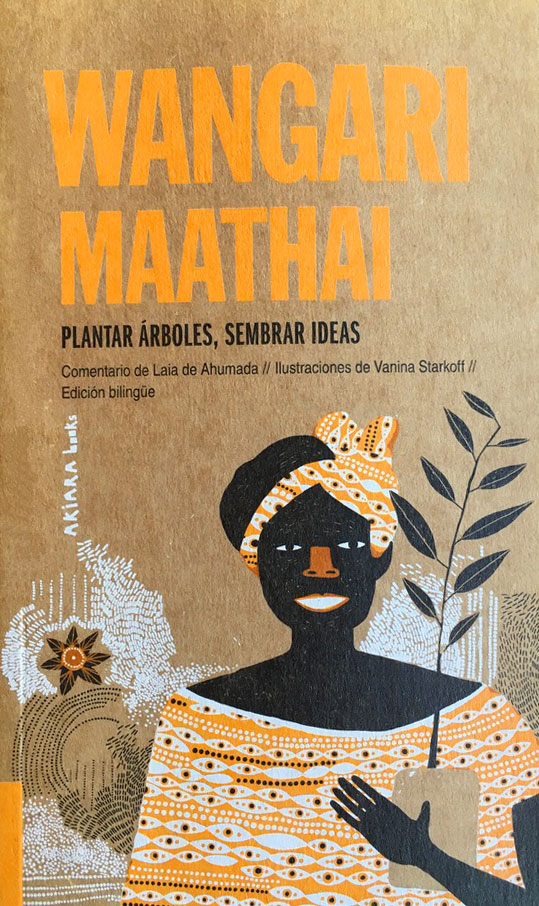 WANGARI
MAATHAI
PLANTAR ÁRBOLES, SEMBRAR IDEAS
Comentario de Laia de Ahumada // Ilustraciones de Vanina Starkoff //
Edición bilingüe
AKIARA books